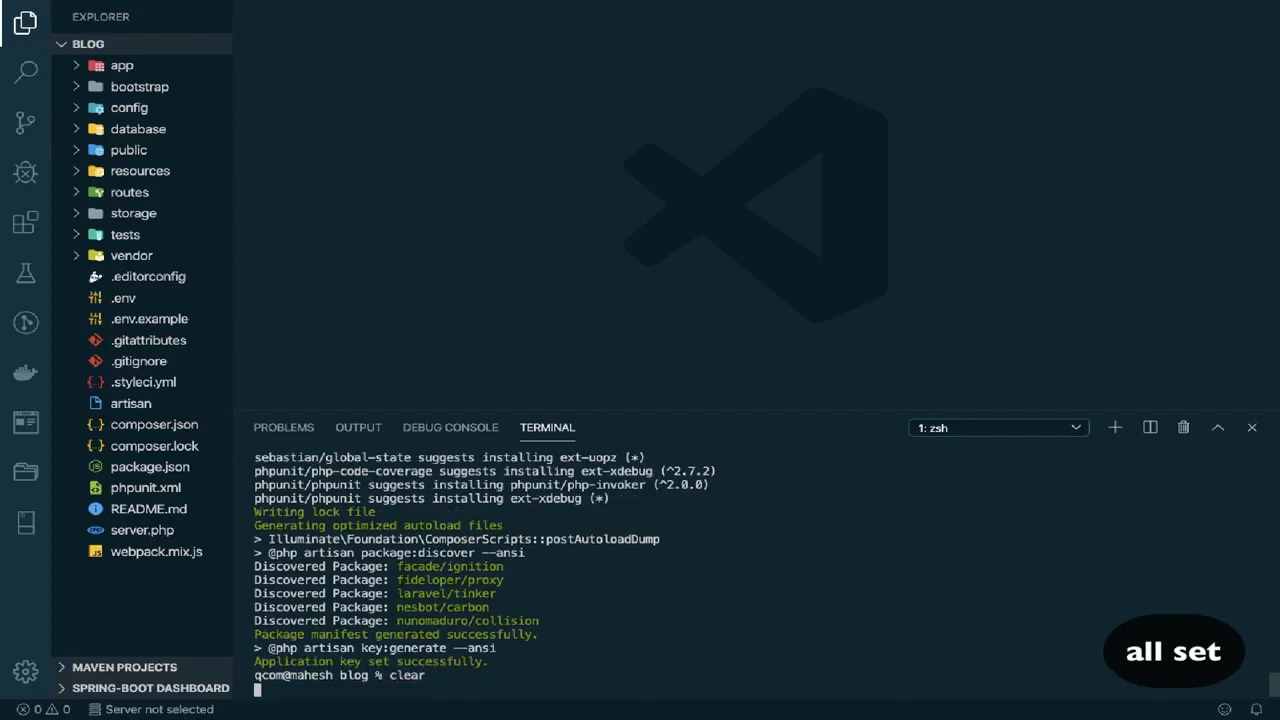 EXPLORER
BLOG
app
bootstrap
config
database
public
resources
routes
storage
tests
vendor
.editorconfig
.env
.env.example
.gitattributes
.gitignore
.styleci.yml
artisan
composer.json
composer.lock
package.json
phpunit.xml
README.md
server.php
webpack.mix.js
MAVEN PROJECTS
SPRING-BOOT DASHBOARD
PROBLEMS OUTPUT DEBUG CONSOLE TERMINAL 1: zsh
sebastian/global-state suggests installing ext-uopz (*)
phpunit/php-code-coverage suggests installing ext-xdebug (^2.7.2)
phpunit/phpunit suggests installing phpunit/php-invoker (^2.0.0)
phpunit/phpunit suggests installing ext-xdebug (*)
Writing lock file
Generating optimized autoload files
> Illuminate\Foundation\ComposerScripts::postAutoloadDump
> @php artisan package:discover --ansi
Discovered Package: facade/ignition
Discovered Package: fideloper/proxy
Discovered Package: laravel/tinker
Discovered Package: nesbot/carbon
Discovered Package: nunomaduro/collision
Package manifest generated successfully.
> @php artisan key:generate --ansi
Application key set successfully.
qcom@mahesh blog % clear
all set
0 0 Server not selected